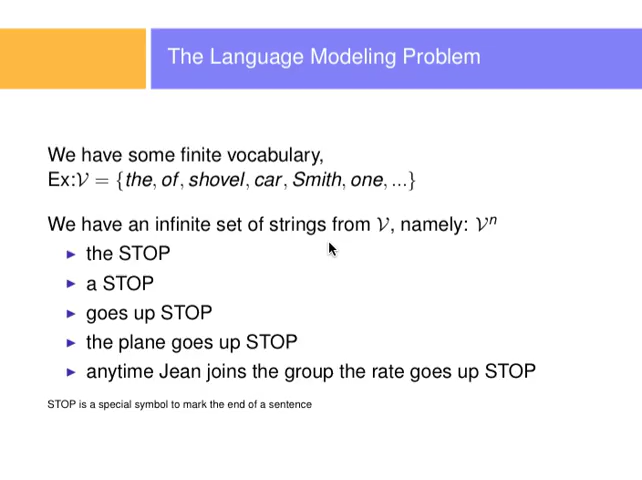 The Language Modeling Problem
We have some finite vocabulary,
Ex:𝒱 = {the, of, shovel, car, Smith, one, ...}
We have an infinite set of strings from 𝒱, namely: 𝒱ⁿ
▶ the STOP
▶ a STOP
▶ goes up STOP
▶ the plane goes up STOP
▶ anytime Jean joins the group the rate goes up STOP
STOP is a special symbol to mark the end of a sentence